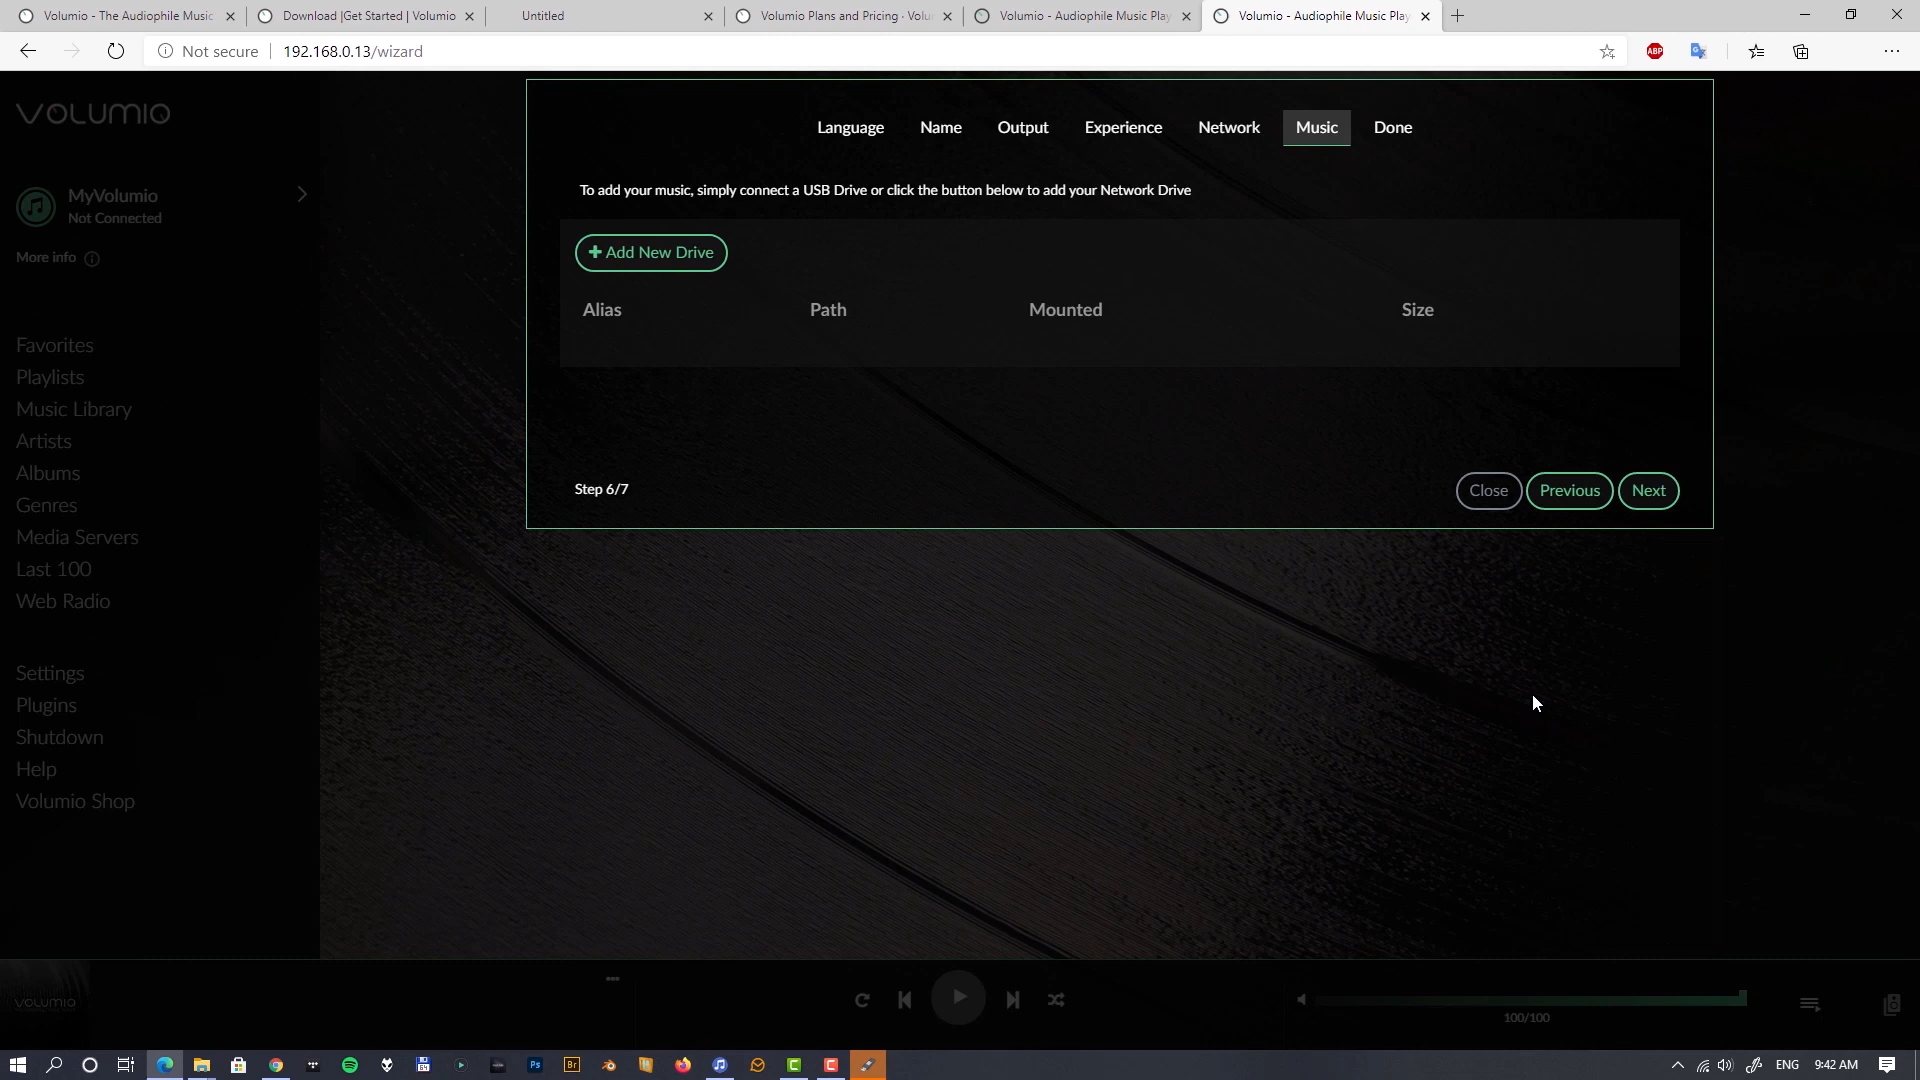 Volumio - The Audiophile Music
Download |Get Started | Volumio
Untitled
Volumio Plans and Pricing - Volu
Volumio - Audiophile Music Play
Volumio - Audiophile Music Play
Not secure
192.168.0.13/wizard
ABP
VOLUMIO
MyVolumio
Not Connected
More info
Favorites
Playlists
Music Library
Artists
Albums
Genres
Media Servers
Last 100
Web Radio
Settings
Plugins
Shutdown
Help
Volumio Shop
Language Name Output Experience Network Music Done
To add your music, simply connect a USB Drive or click the button below to add your Network Drive
Add New Drive
Alias Path Mounted Size
Step 6/7
Close Previous Next
VOLUMIO
100/100
64
Ps
Br
ENG
9:42 AM